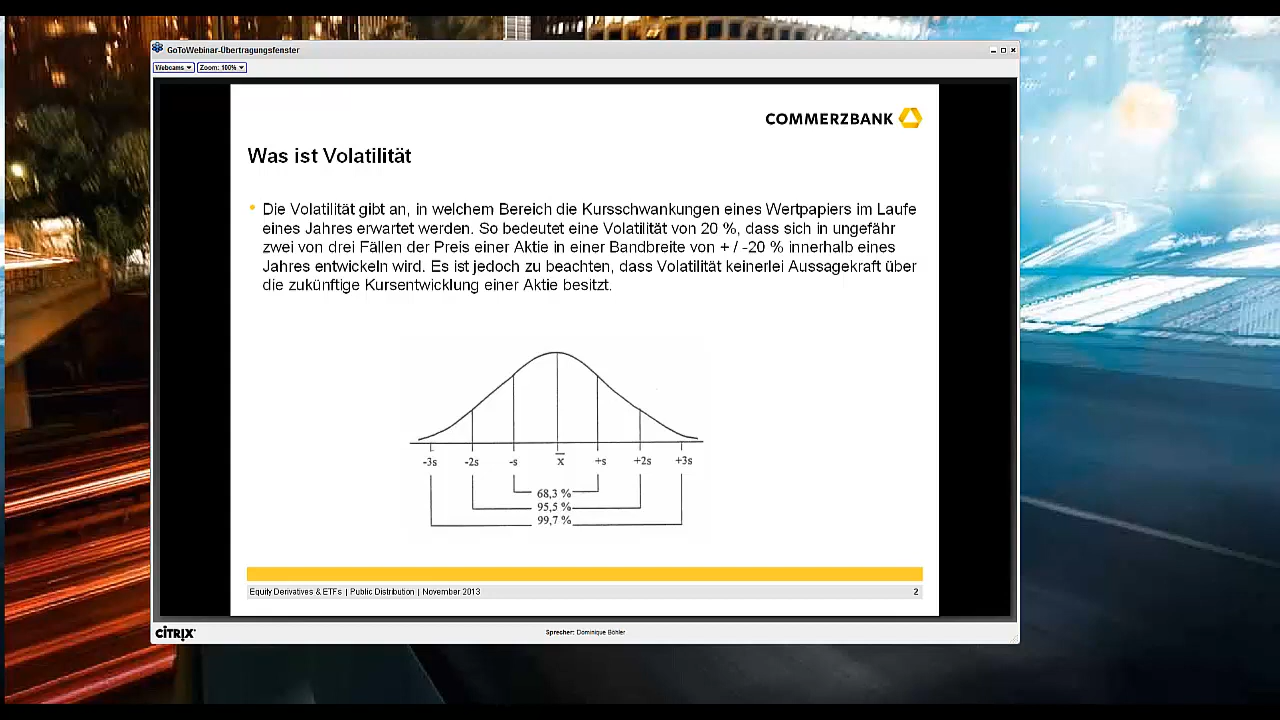 GoToWebinar-Übertragungsfenster
Webcams
Zoom: 100%
COMMERZBANK
Was ist Volatilität
Die Volatilität gibt an, in welchem Bereich die Kursschwankungen eines Wertpapiers im Laufe
eines Jahres erwartet werden. So bedeutet eine Volatilität von 20 %, dass sich in ungefähr
zwei von drei Fällen der Preis einer Aktie in einer Bandbreite von + / -20 % innerhalb eines
Jahres entwickeln wird. Es ist jedoch zu beachten, dass Volatilität keinerlei Aussagekraft über
die zukünftige Kursentwicklung einer Aktie besitzt.
-3s -2s -s x̄ +s +2s +3s
68,3 %
95,5 %
99,7 %
Equity Derivatives & ETFs | Public Distribution | November 2013 2
CITRIX
Sprecher: Dominique Böhler